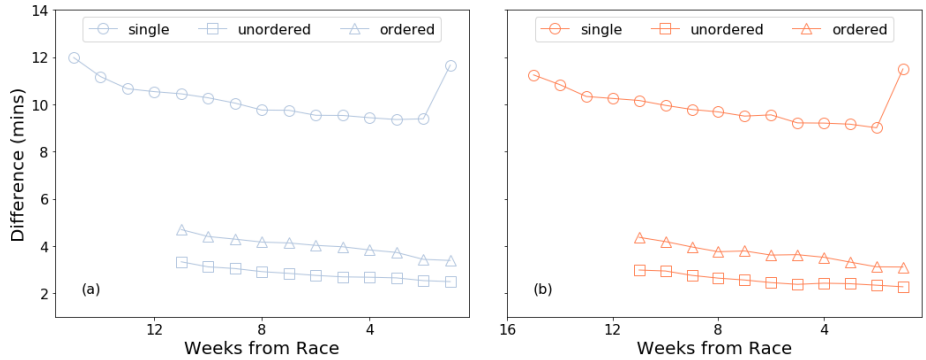 14
12
10
8
6
4
2
Difference (mins)
single unordered ordered
(a)
12 8 4
Weeks from Race
single unordered ordered
(b)
16 12 8 4
Weeks from Race